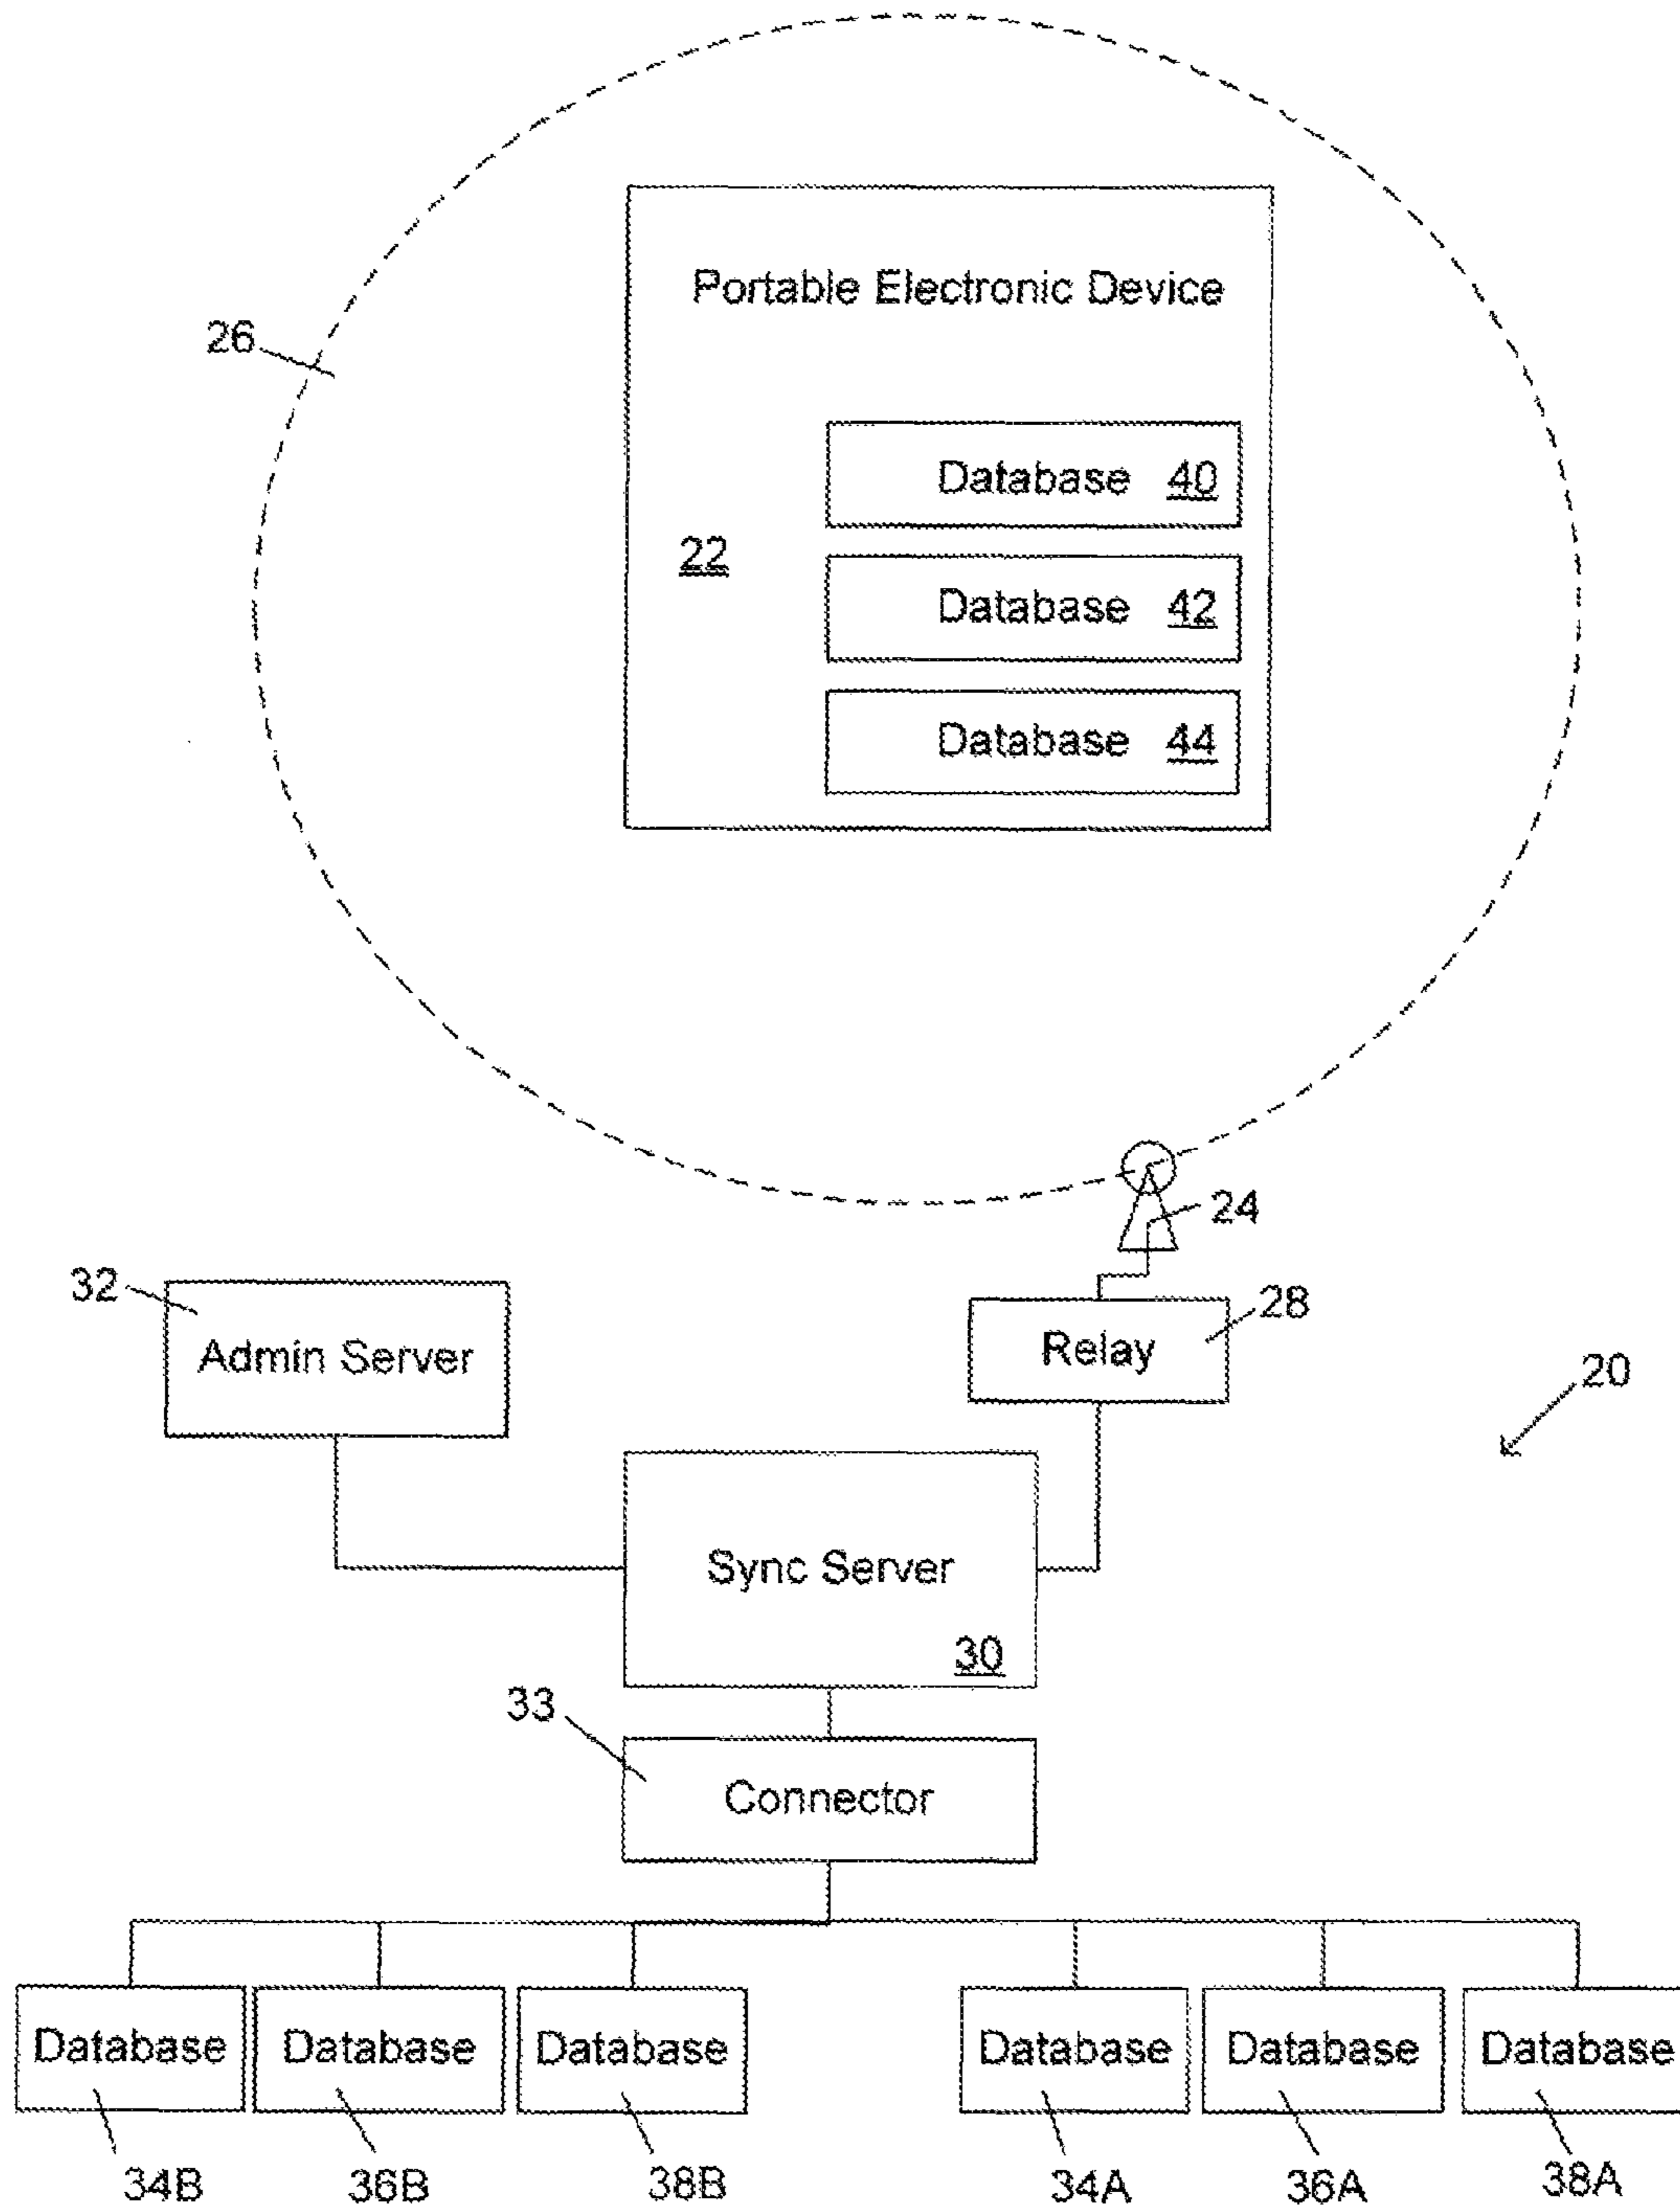 Portable Electronic Device
26
Database 40
22
Database 42
Database 44
24
32
28
Admin Server
Relay
20
Sync Server
30
33
Connector
Database Database Database Database Database Database
34B 36B 38B 34A 36A 38A